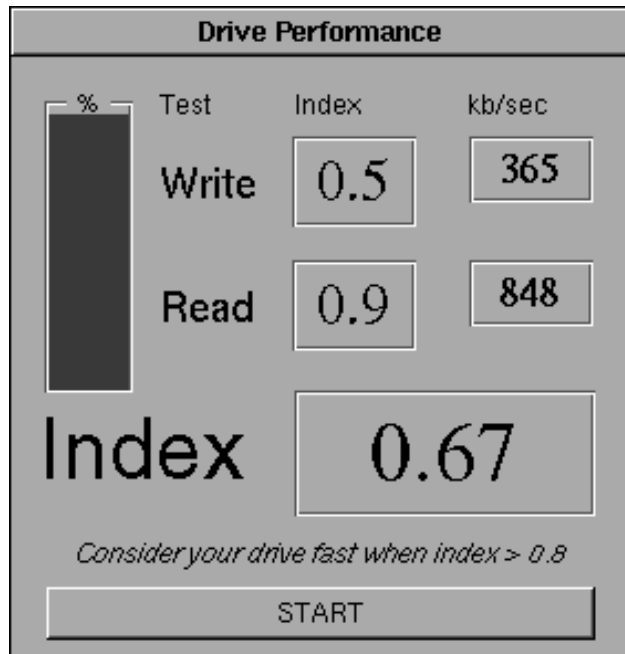 Drive Performance
% Test Index kb/sec
Write 0.5 365
Read 0.9 848
Index 0.67
Consider your drive fast when index > 0.8
START